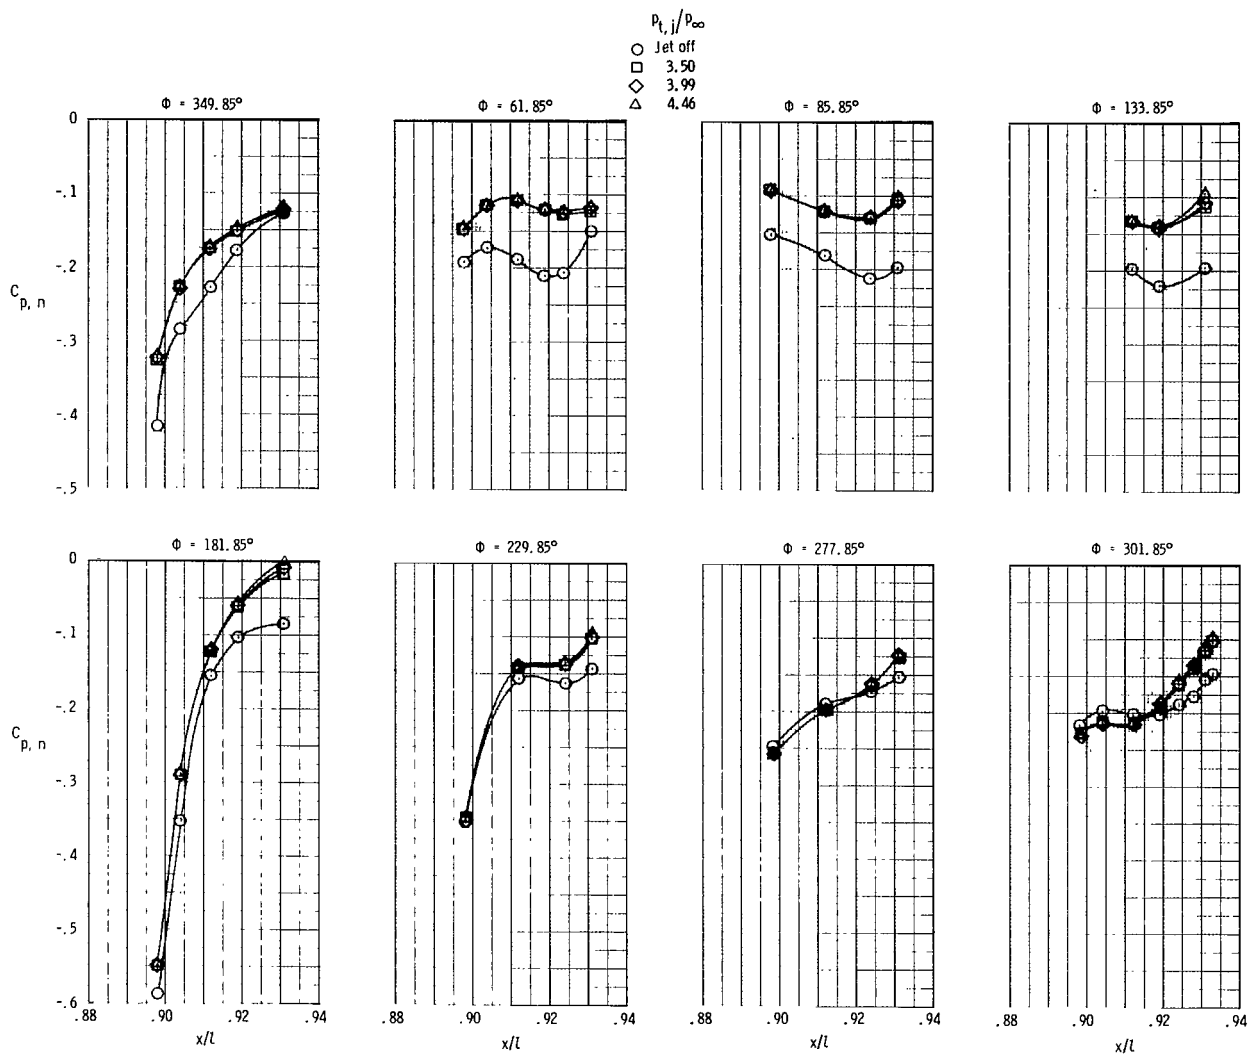 p_t, j/p_∞
Jet off
3.50
3.99
4.46
Φ = 349.85°
Φ = 61.85°
Φ = 85.85°
Φ = 133.85°
0
-.1
-.2
-.3
-.4
-.5
C_p, n
Φ = 181.85°
Φ = 229.85°
Φ = 277.85°
Φ = 301.85°
0
-.1
-.2
-.3
-.4
-.5
-.6
C_p, n
.88 .90 .92 .94
.88 .90 .92 .94
.88 .90 .92 .94
.88 .90 .92 .94
x/l
x/l
x/l
x/l